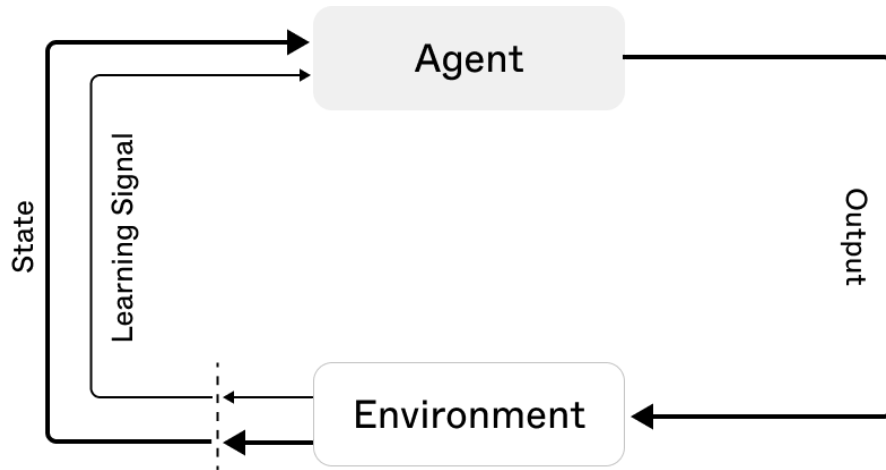 Agent
State
Learning Signal
Output
Environment